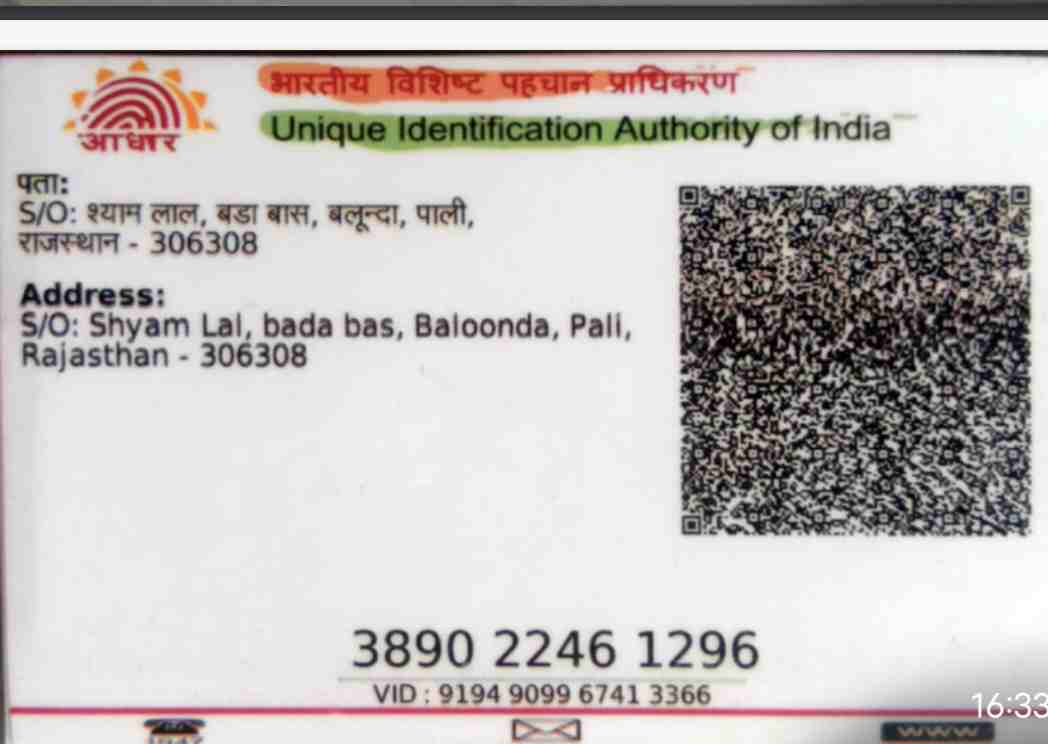 भारतीय विशिष्ट पहचान प्राधिकरण
Unique Identification Authority of India
आधार
पता:
S/O: श्याम लाल, बडा बास, बलून्दा, पाली,
राजस्थान - 306308
Address:
S/O: Shyam Lal, bada bas, Baloonda, Pali,
Rajasthan - 306308
3890 2246 1296
VID : 9194 9099 6741 3366
16:33
www